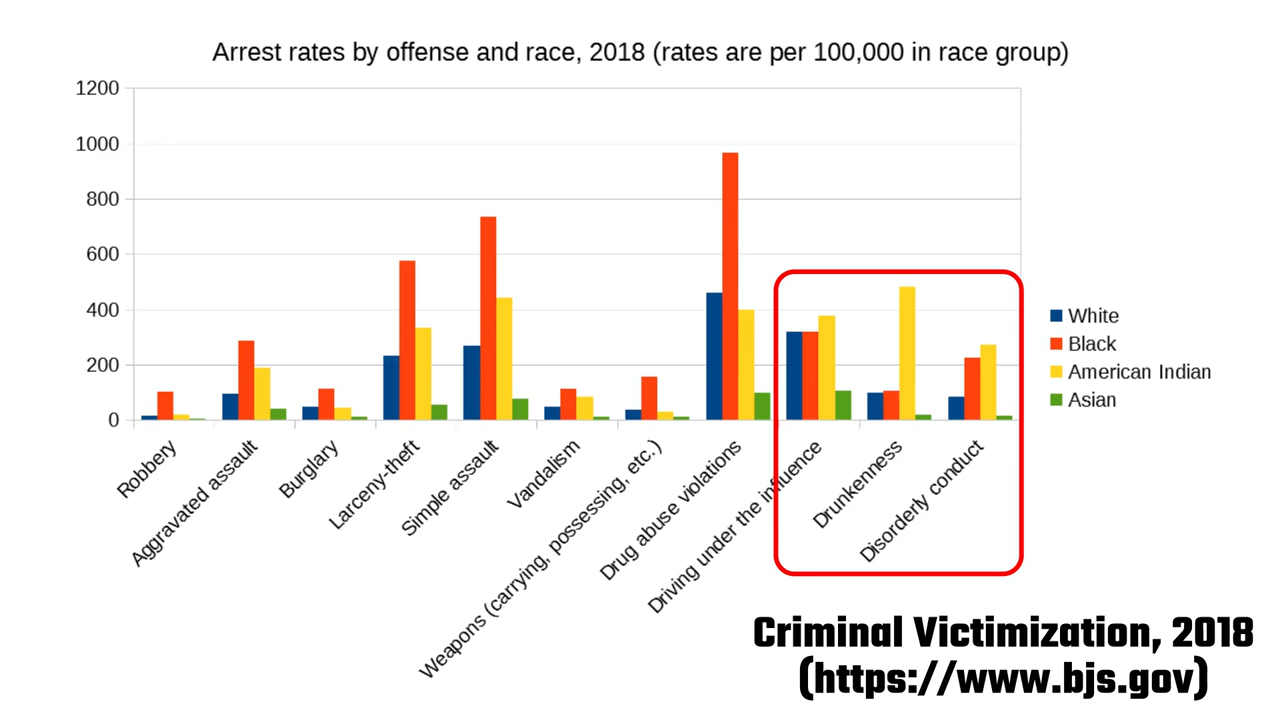 Arrest rates by offense and race, 2018 (rates are per 100,000 in race group)
1200
1000
800
600
400
200
0
White
Black
American Indian
Asian
Robbery
Aggravated assault
Burglary
Larceny-theft
Simple assault
Vandalism
Weapons (carrying, possessing, etc.)
Drug abuse violations
Driving under the influence
Drunkenness
Disorderly conduct
Criminal Victimization, 2018
(https://www.bjs.gov)